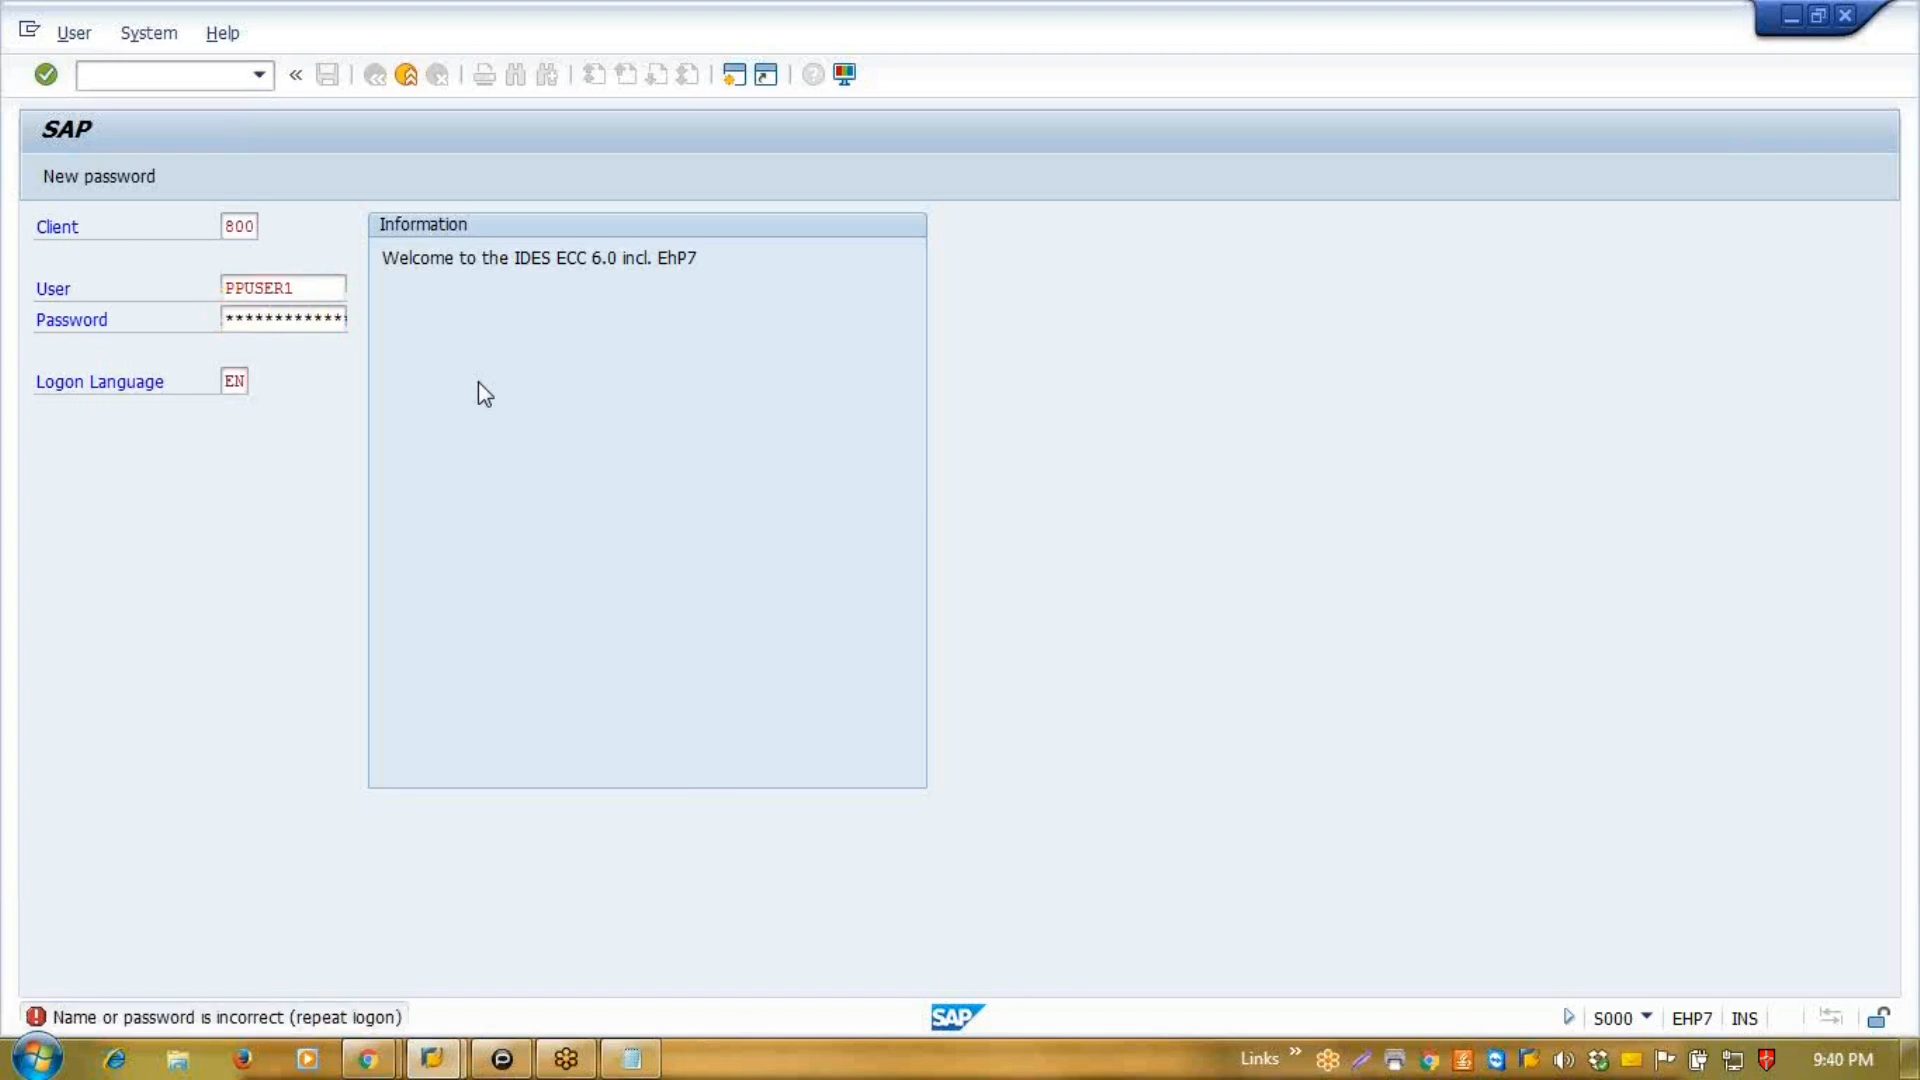 User System Help
SAP
New password
Client 800
Information
Welcome to the IDES ECC 6.0 incl. EhP7
User PPUSER1
Password *************
Logon Language EN
Name or password is incorrect (repeat logon)
SAP
S000 EHP7 INS
Links » 9:40 PM